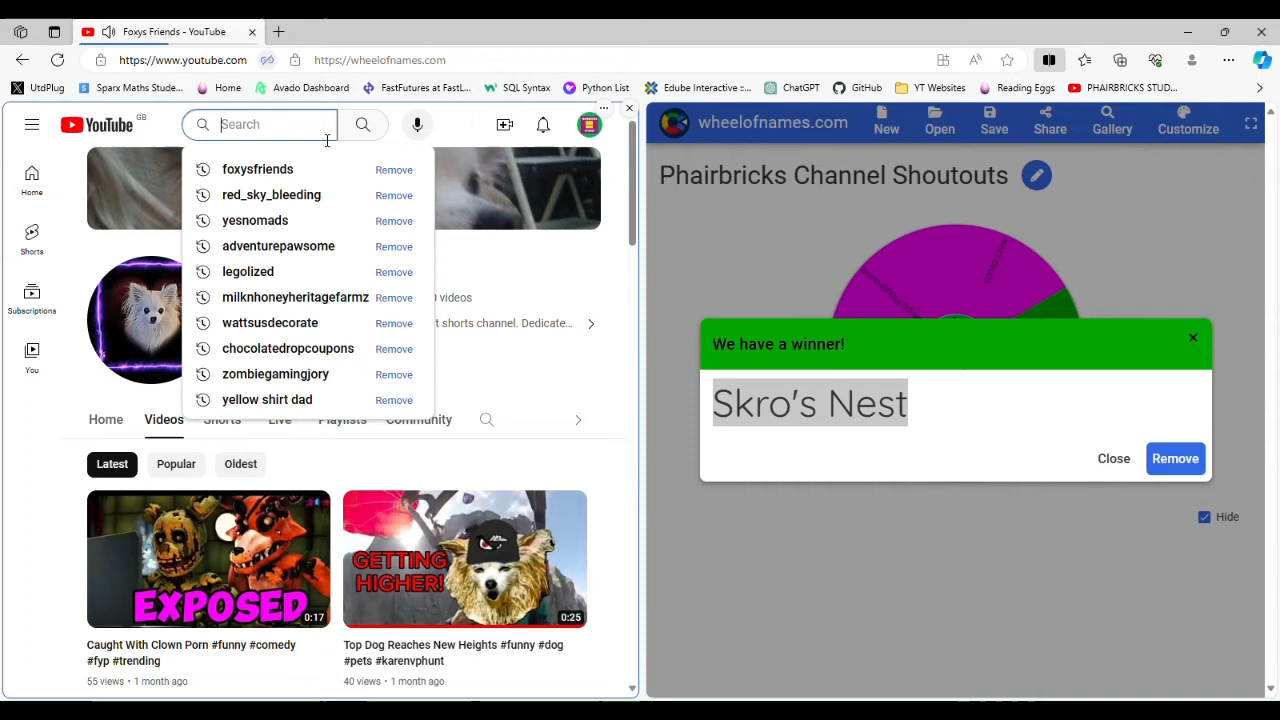 Foxys Friends - YouTube
https://www.youtube.com
https://wheelofnames.com
UtdPlug
Sparx Maths Stude...
Home
Avado Dashboard
FastFutures at FastL...
SQL Syntax
Python List
Edube Interactive ::...
ChatGPT
GitHub
YT Websites
Reading Eggs
PHAIRBRICKS STUD...
YouTube GB
Search
Home
Shorts
Subscriptions
You
foxysfriends Remove
red_sky_bleeding Remove
yesnomads Remove
adventurepawsome Remove
legolized Remove
milknhoneyheritagefarmz Remove
wattsusdecorate Remove
chocolatedropcoupons Remove
zombiegamingjory Remove
yellow shirt dad Remove
videos
t shorts channel. Dedicate...
Home Videos Shorts Live Playlists Community
Latest Popular Oldest
EXPOSED
0:17
GETTING
HIGHER!
0:25
Caught With Clown Porn #funny #comedy
#fyp #trending
55 views • 1 month ago
Top Dog Reaches New Heights #funny #dog
#pets #karenvphunt
40 views • 1 month ago
wheelofnames.com
New
Open
Save
Share
Gallery
Customize
Phairbricks Channel Shoutouts
We have a winner!
Skro's Nest
Close Remove
Hide